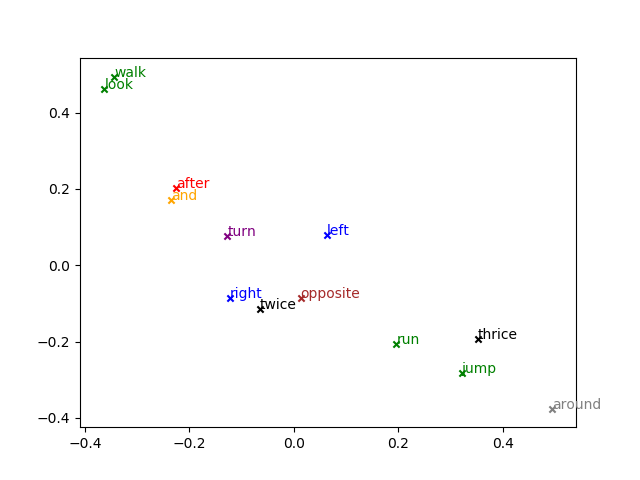 walk
look
0.4
after
0.2
and
turn
left
0.0
right
opposite
twice
thrice
run
−0.2
jump
around
−0.4
−0.4
−0.2
0.0
0.2
0.4